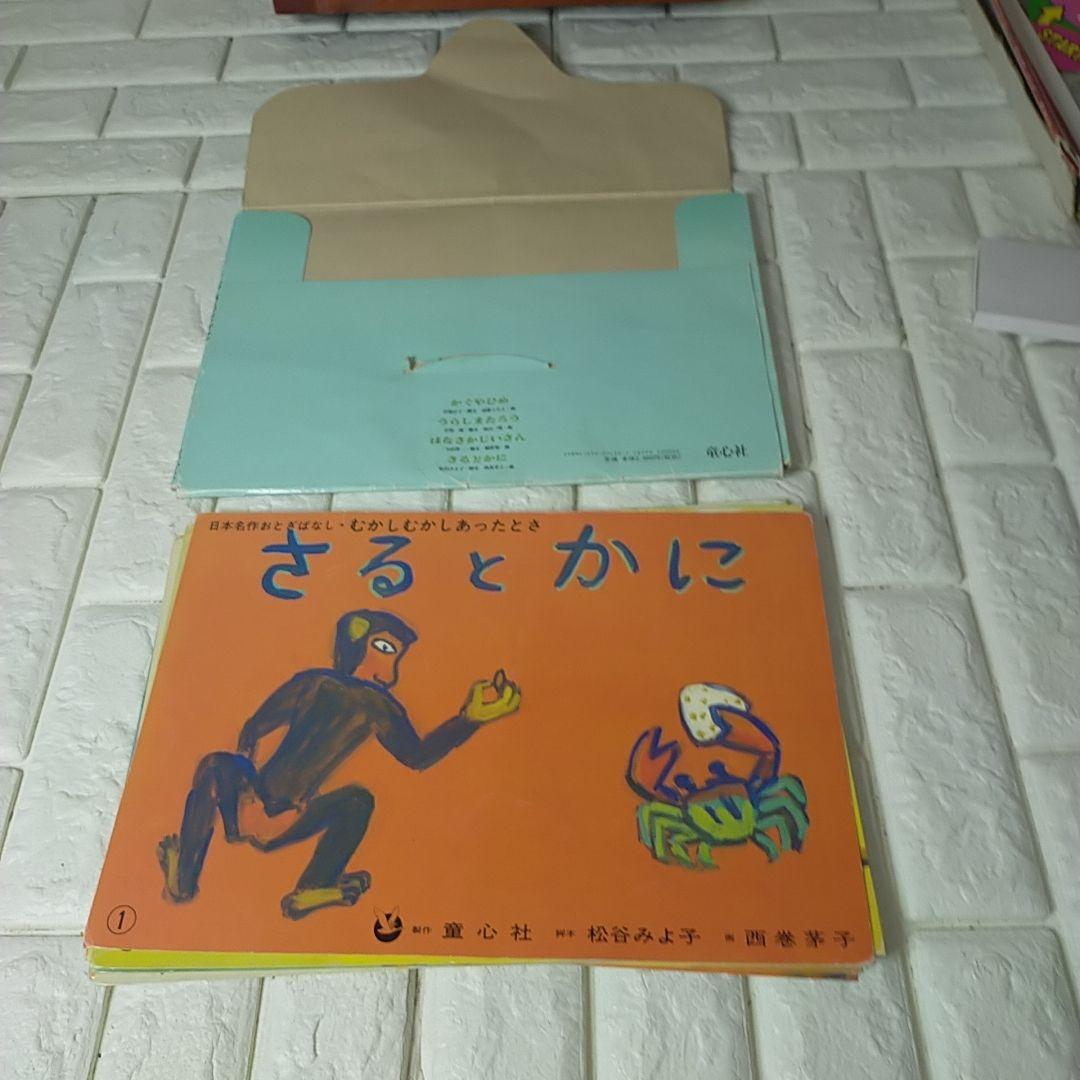 かぐやひめ
うらしまたろう
はなさかじいさん
さるとかに
童心社
日本名作おとぎばなし・むかしむかしあったとさ
さるとかに
1
製作 童心社 脚本 松谷みよ子 画 西巻茅子